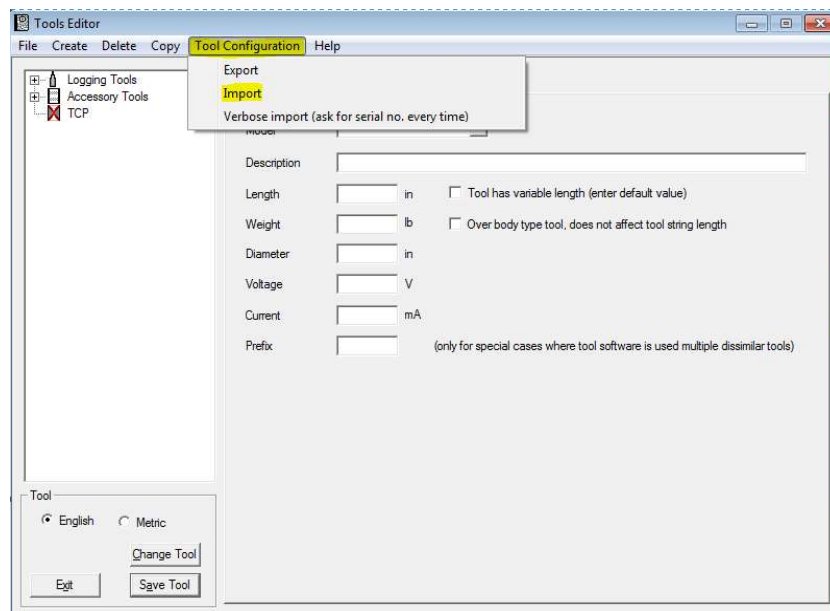 Tools Editor
File Create Delete Copy Tool Configuration Help
Export
Import
Verbose import (ask for serial no. every time)
Logging Tools
Accessory Tools
TCP
Model
Description
Length in Tool has variable length (enter default value)
Weight lb Over body type tool, does not affect tool string length
Diameter in
Voltage V
Current mA
Prefix (only for special cases where tool software is used multiple dissimilar tools)
Tool
English Metric
Change Tool
Exit Save Tool